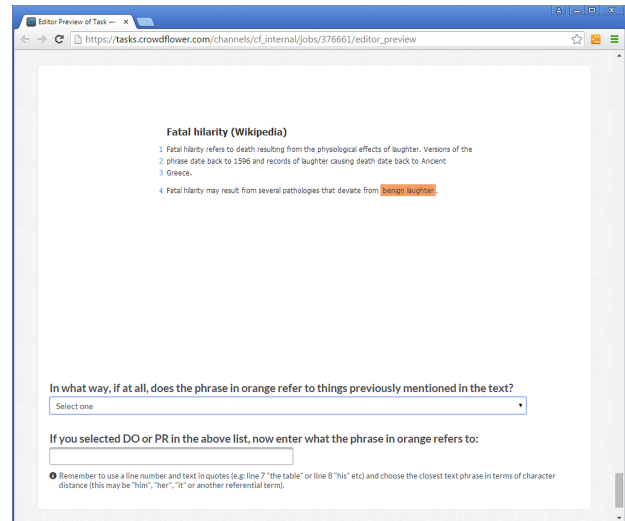 Editor Preview of Task —
https://tasks.crowdflower.com/channels/cf_internal/jobs/376661/editor_preview
Fatal hilarity (Wikipedia)
1 Fatal hilarity refers to death resulting from the physiological effects of laughter. Versions of the
2 phrase date back to 1596 and records of laughter causing death date back to Ancient
3 Greece.
4 Fatal hilarity may result from several pathologies that deviate from benign laughter.
In what way, if at all, does the phrase in orange refer to things previously mentioned in the text?
Select one
If you selected DO or PR in the above list, now enter what the phrase in orange refers to:
Remember to use a line number and text in quotes (e.g: line 7 "the table" or line 8 "his" etc) and choose the closest text phrase in terms of character
distance (this may be "him", "her", "it" or another referential term).